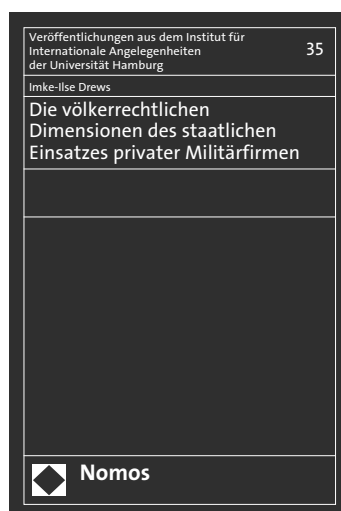 Veröffentlichungen aus dem Institut für
Internationale Angelegenheiten
der Universität Hamburg
35
Imke-Ilse Drews
Die völkerrechtlichen
Dimensionen des staatlichen
Einsatzes privater Militärfirmen
Nomos